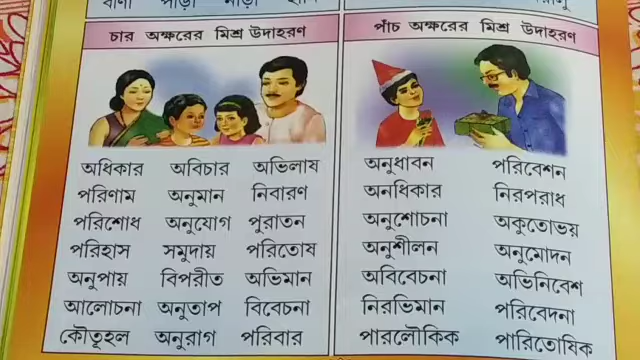 চার অক্ষরের মিশ্র উদাহরণ
অধিকার অবিচার অভিলাষ
পরিণাম অনুমান নিবারণ
পরিশোধ অনুযোগ পুরাতন
পরিহাস সমুদায় পরিতোষ
অনুপায় বিপরীত অভিমান
আলোচনা অনুতাপ বিবেচনা
কৌতূহল অনুরাগ পরিবার
পাঁচ অক্ষরের মিশ্র উদাহরণ
অনুধাবন পরিবেশন
অনধিকার নিরপরাধ
অনুশোচনা অকুতোভয়
অনুশীলন অনুমোদন
অবিবেচনা অভিনিবেশ
নিরভিমান পরিবেদনা
পারলৌকিক পারিতোষিক